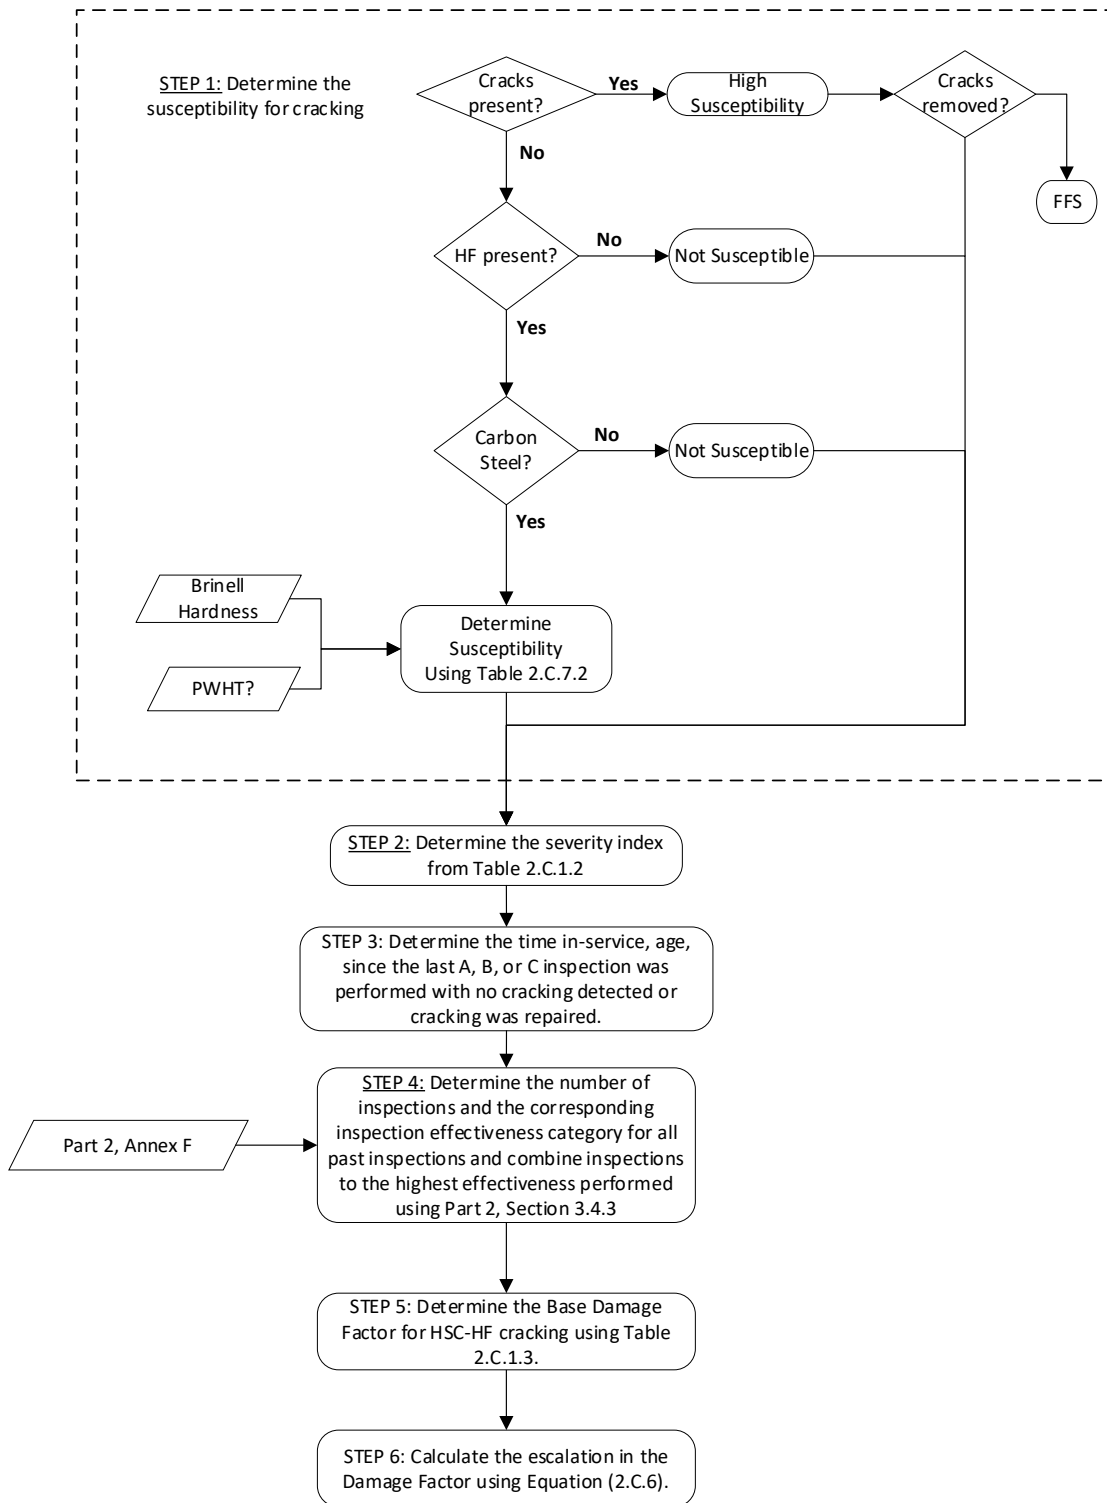 STEP 1: Determine the
susceptibility for cracking
Cracks
present?
Yes
High
Susceptibility
Cracks
removed?
No
FFS
HF present?
No
Not Susceptible
Yes
Carbon
Steel?
No
Not Susceptible
Yes
Brinell
Hardness
PWHT?
Determine
Susceptibility
Using Table 2.C.7.2
STEP 2: Determine the severity index
from Table 2.C.1.2
STEP 3: Determine the time in-service, age,
since the last A, B, or C inspection was
performed with no cracking detected or
cracking was repaired.
Part 2, Annex F
STEP 4: Determine the number of
inspections and the corresponding
inspection effectiveness category for all
past inspections and combine inspections
to the highest effectiveness performed
using Part 2, Section 3.4.3
STEP 5: Determine the Base Damage
Factor for HSC-HF cracking using Table
2.C.1.3.
STEP 6: Calculate the escalation in the
Damage Factor using Equation (2.C.6).